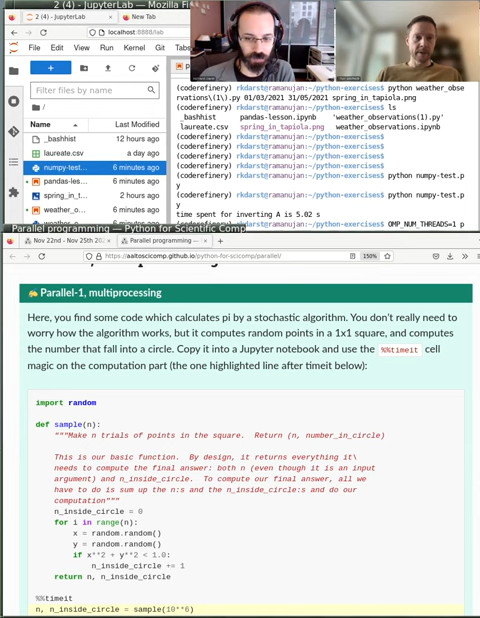 2 (4) - JupyterLab — Mozilla Fi
2 (4) - JupyterLab
New Tab
localhost:8888/lab
File Edit View Run Kernel Git
Filter files by name
/
Name
Last Modified
_bashhist 12 hours ago
laureate.csv a day ago
numpy-test... 6 minutes ago
pandas-les... 6 minutes ago
spring_in_t... 2 hours ago
weather_o... 6 minutes ago
(coderefinery) rkdarst@ramanujan:~/python-exercises$ python weather_obse
rvations\(1\).py 01/03/2021 31/05/2021 spring_in_tapiola.png
(coderefinery) rkdarst@ramanujan:~/python-exercises$ ls
_bashhist pandas-lesson.ipynb 'weather_observations(1).py'
laureate.csv spring_in_tapiola.png weather_observations.ipynb
(coderefinery) rkdarst@ramanujan:~/python-exercises$
(coderefinery) rkdarst@ramanujan:~/python-exercises$
(coderefinery) rkdarst@ramanujan:~/python-exercises$
(coderefinery) rkdarst@ramanujan:~/python-exercises$ python numpy-test.p
y
(coderefinery) rkdarst@ramanujan:~/python-exercises$ python numpy-test.p
y
time spent for inverting A is 5.02 s
(coderefinery) rkdarst@ramanujan:~/python-exercises$ OMP_NUM_THREADS=1 p
Parallel programming — Python for Scientific Comp
Nov 22nd - Nov 25th 202
Parallel programming —
https://aaltoscicomp.github.io/python-for-scicomp/parallel/
150%
Parallel-1, multiprocessing
Here, you find some code which calculates pi by a stochastic algorithm. You don't really need to
worry how the algorithm works, but it computes random points in a 1x1 square, and computes
the number that fall into a circle. Copy it into a Jupyter notebook and use the %%timeit cell
magic on the computation part (the one highlighted line after timeit below):
import random
def sample(n):
"""Make n trials of points in the square. Return (n, number_in_circle)
This is our basic function. By design, it returns everything it\
needs to compute the final answer: both n (even though it is an input
argument) and n_inside_circle. To compute our final answer, all we
have to do is sum up the n:s and the n_inside_circle:s and do our
computation"""
n_inside_circle = 0
for i in range(n):
x = random.random()
y = random.random()
if x**2 + y**2 < 1.0:
n_inside_circle += 1
return n, n_inside_circle
%%timeit
n, n_inside_circle = sample(10**6)